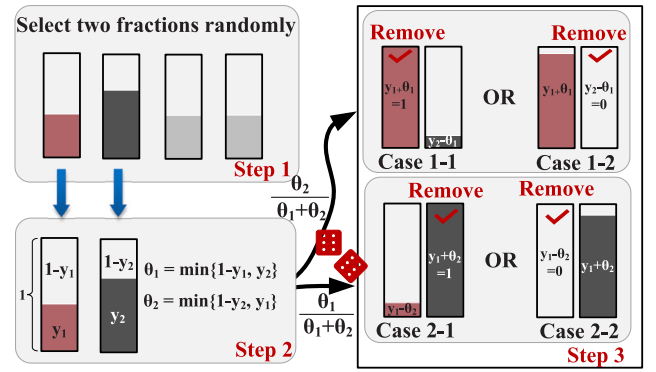 Select two fractions randomly
Step 1
1
1-y₁
y₁
1-y₂
y₂
θ₁ = min{1-y₁, y₂}
θ₂ = min{1-y₂, y₁}
Step 2
θ₂
θ₁+θ₂
θ₁
θ₁+θ₂
Remove
y₁₊θ₁
=1
y₂-θ₁
Case 1-1
OR
Remove
y₁₊θ₁
y₂-θ₁
=0
Case 1-2
Remove
y₁-θ₂
y₁+θ₂
=1
Case 2-1
OR
Remove
y₁-θ₂
=0
y₁+θ₂
Case 2-2
Step 3